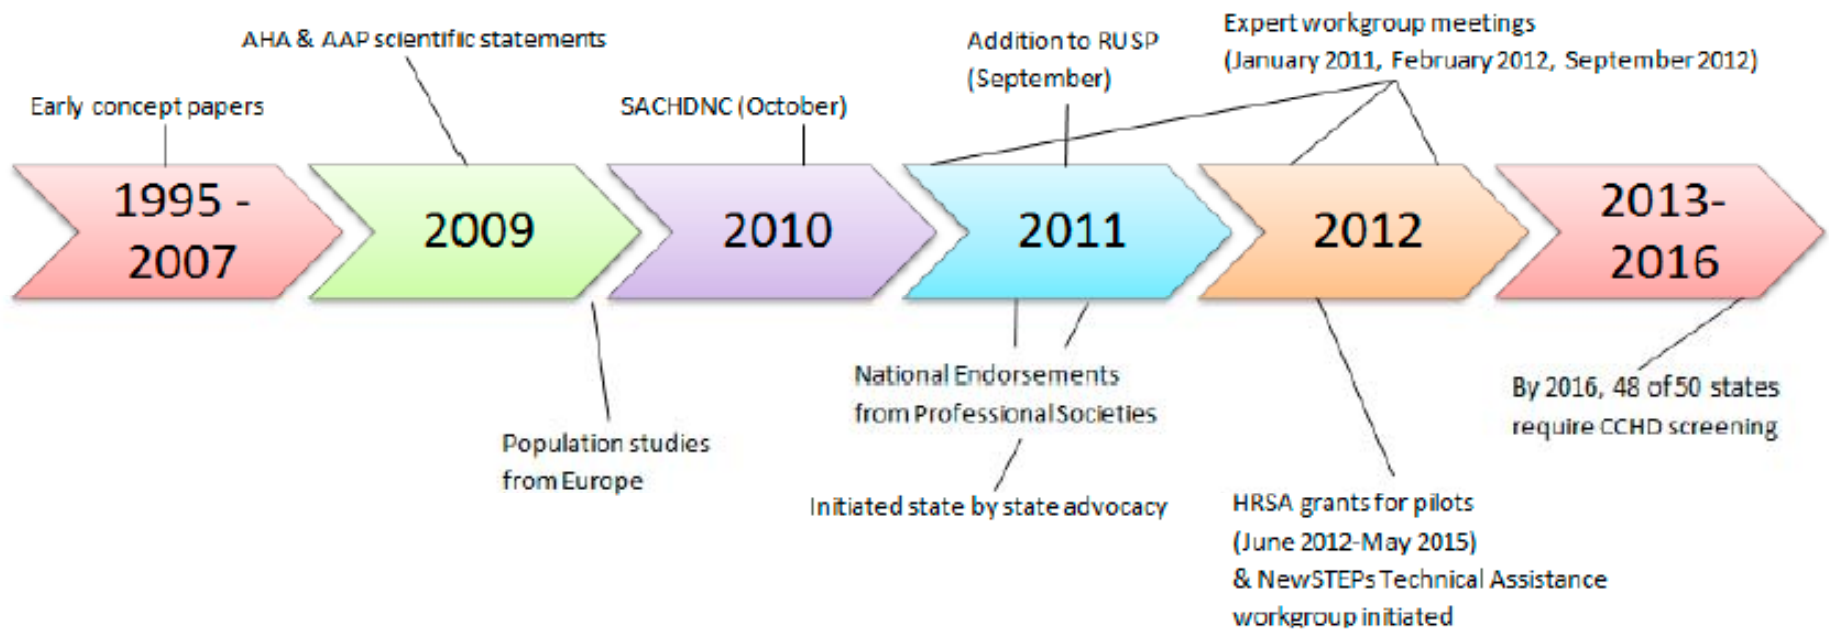 AHA & AAP scientific statements
Early concept papers
SACHDNC (October)
Addition to RUSP
(September)
Expert workgroup meetings
(January 2011, February 2012, September 2012)
1995 -
2007
2009
2010
2011
2012
2013-
2016
Population studies
from Europe
National Endorsements
from Professional Societies
Initiated state by state advocacy
HRSA grants for pilots
(June 2012-May 2015)
& NewSTEPs Technical Assistance
workgroup initiated
By 2016, 48 of 50 states
require CCHD screening